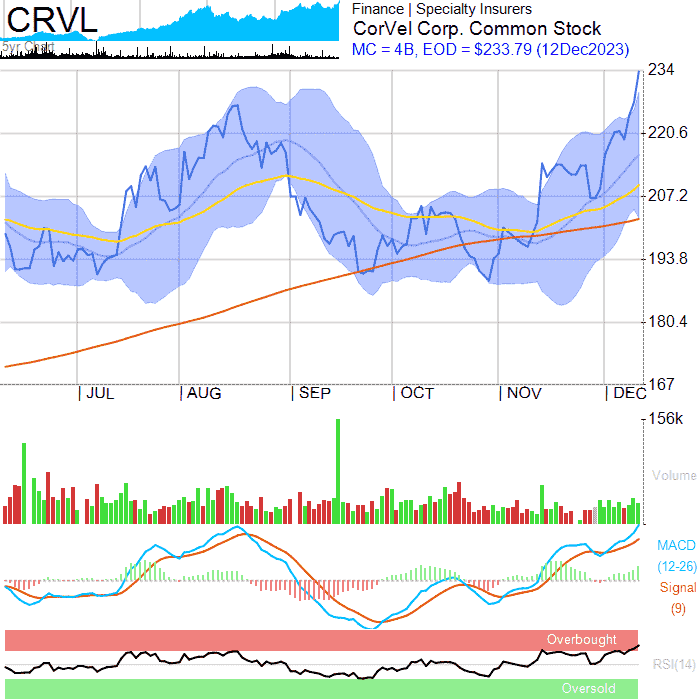 CRVL
5yr Chart
Finance | Specialty Insurers
CorVel Corp. Common Stock
MC = 4B, EOD = $233.79 (12Dec2023)
234
220.6
207.2
193.8
180.4
167
| JUL | AUG | SEP | OCT | NOV | DEC
156k
Volume
MACD
(12-26)
Signal
(9)
Overbought
RSI(14)
Oversold